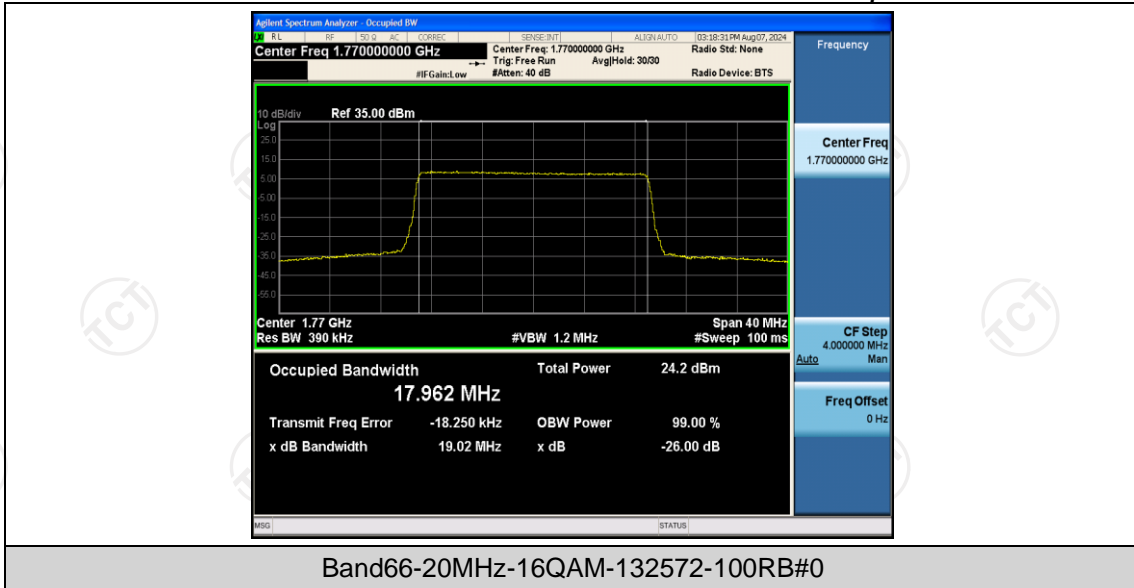 Agilent Spectrum Analyzer - Occupied BW
RL RF 50 Ω AC CORREC SENSE:INT ALIGNAUTO 03:18:31 PM Aug 07, 2024
Center Freq 1.770000000 GHz Center Freq: 1.770000000 GHz Radio Std: None Frequency
Trig: Free Run Avg|Hold: 30/30
#IFGain:Low #Atten: 40 dB Radio Device: BTS
10 dB/div Ref 35.00 dBm
Log
25.0
15.0
5.00
-5.00
-15.0
-25.0
-35.0
-45.0
-55.0
Center Freq
1.770000000 GHz
Center 1.77 GHz Span 40 MHz
Res BW 390 kHz #VBW 1.2 MHz #Sweep 100 ms
CF Step
4.000000 MHz
Auto Man
Occupied Bandwidth Total Power 24.2 dBm
17.962 MHz
Transmit Freq Error -18.250 kHz OBW Power 99.00 %
x dB Bandwidth 19.02 MHz x dB -26.00 dB
Freq Offset
0 Hz
MSG STATUS
Band66-20MHz-16QAM-132572-100RB#0
TCT
TCT
TCT
TCT
TCT
TCT